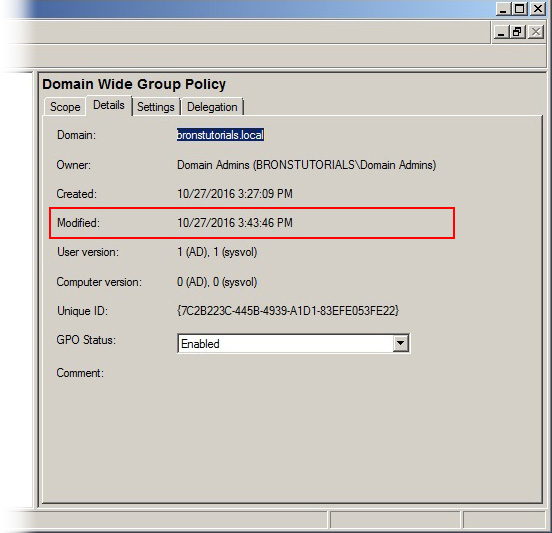 Domain Wide Group Policy
Scope Details Settings Delegation
Domain: bronstutorials.local
Owner: Domain Admins (BRONSTUTORIALS\Domain Admins)
Created: 10/27/2016 3:27:09 PM
Modified: 10/27/2016 3:43:46 PM
User version: 1 (AD), 1 (sysvol)
Computer version: 0 (AD), 0 (sysvol)
Unique ID: {7C2B223C-445B-4939-A1D1-83EFE053FE22}
GPO Status: Enabled
Comment: